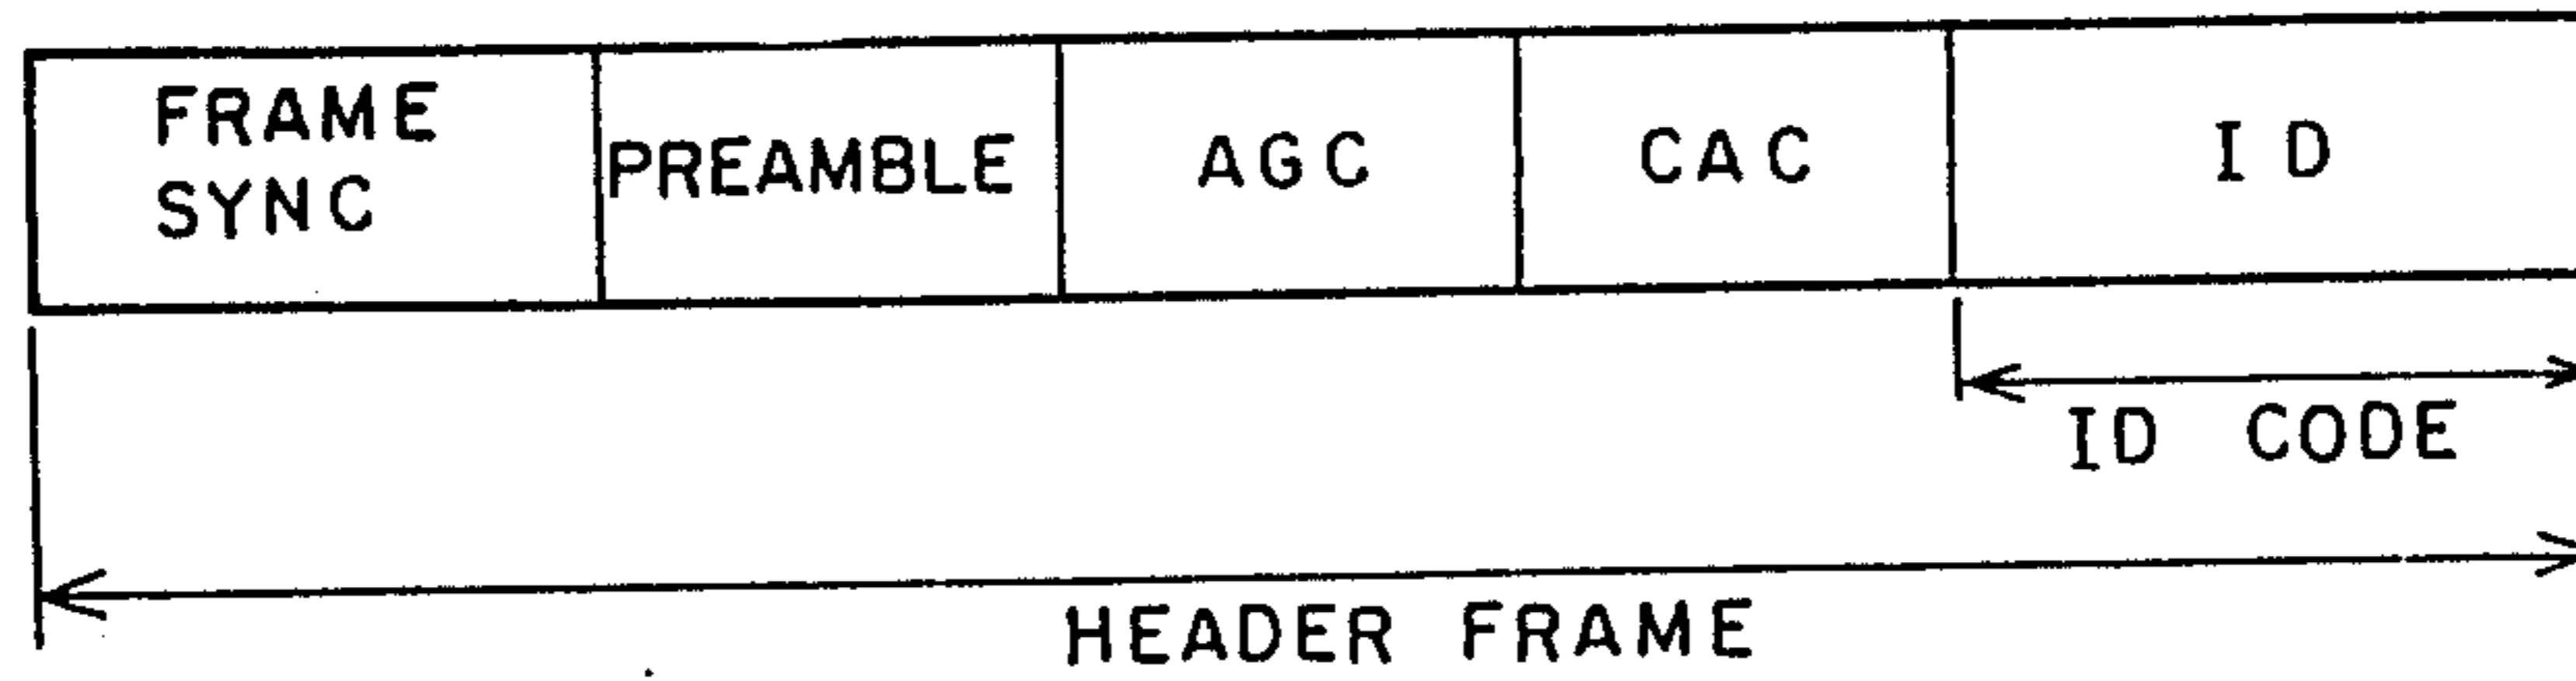 FRAME
SYNC
PREAMBLE
AGC
CAC
ID
ID CODE
HEADER FRAME